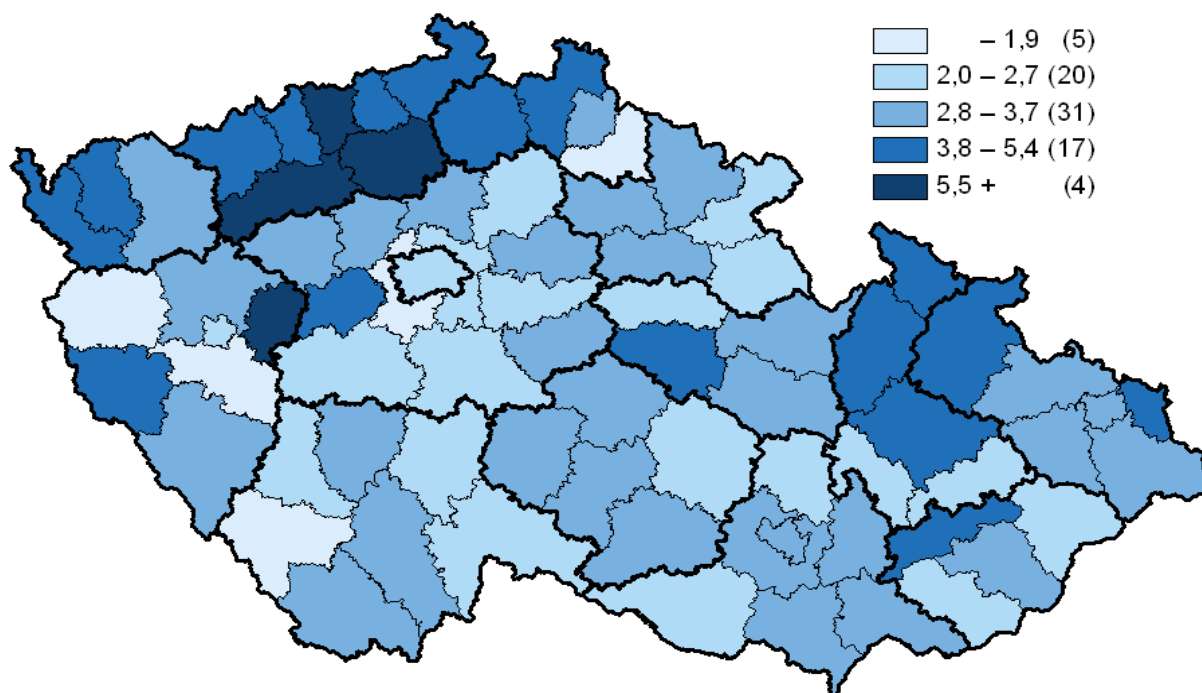 – 1,9 (5)
2,0 – 2,7 (20)
2,8 – 3,7 (31)
3,8 – 5,4 (17)
5,5 + (4)